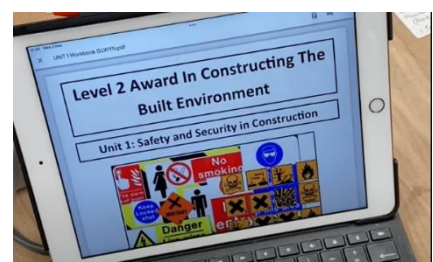 UNIT 1 Workbook
.pdf
Level 2 Award In Constructing The
Built Environment
Unit 1: Safety and Security in Construction
No
smoking
Keep
Locked
shut
Danger